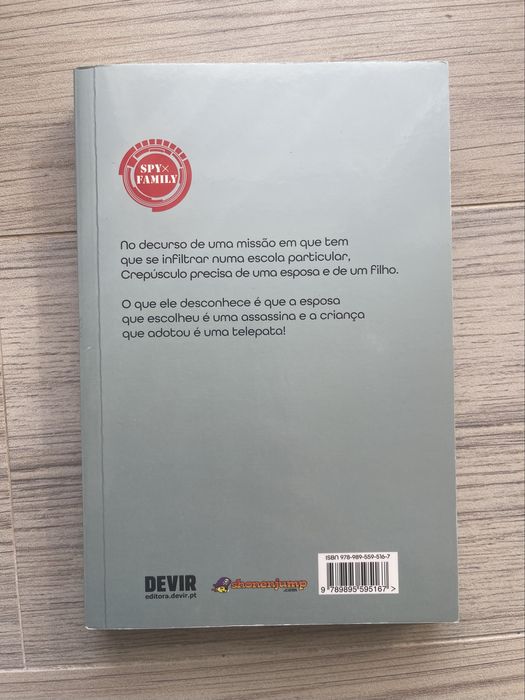 SPY×
FAMILY
No decurso de uma missão em que tem
que se infiltrar numa escola particular,
Crepúsculo precisa de uma esposa e de um filho.
O que ele desconhece é que a esposa
que escolheu é uma assassina e a criança
que adotou é uma telepata!
ISBN 978-989-559-516-7
9 789895 595167 >
DEVIR
editora.devir.pt
shonenjump
.com